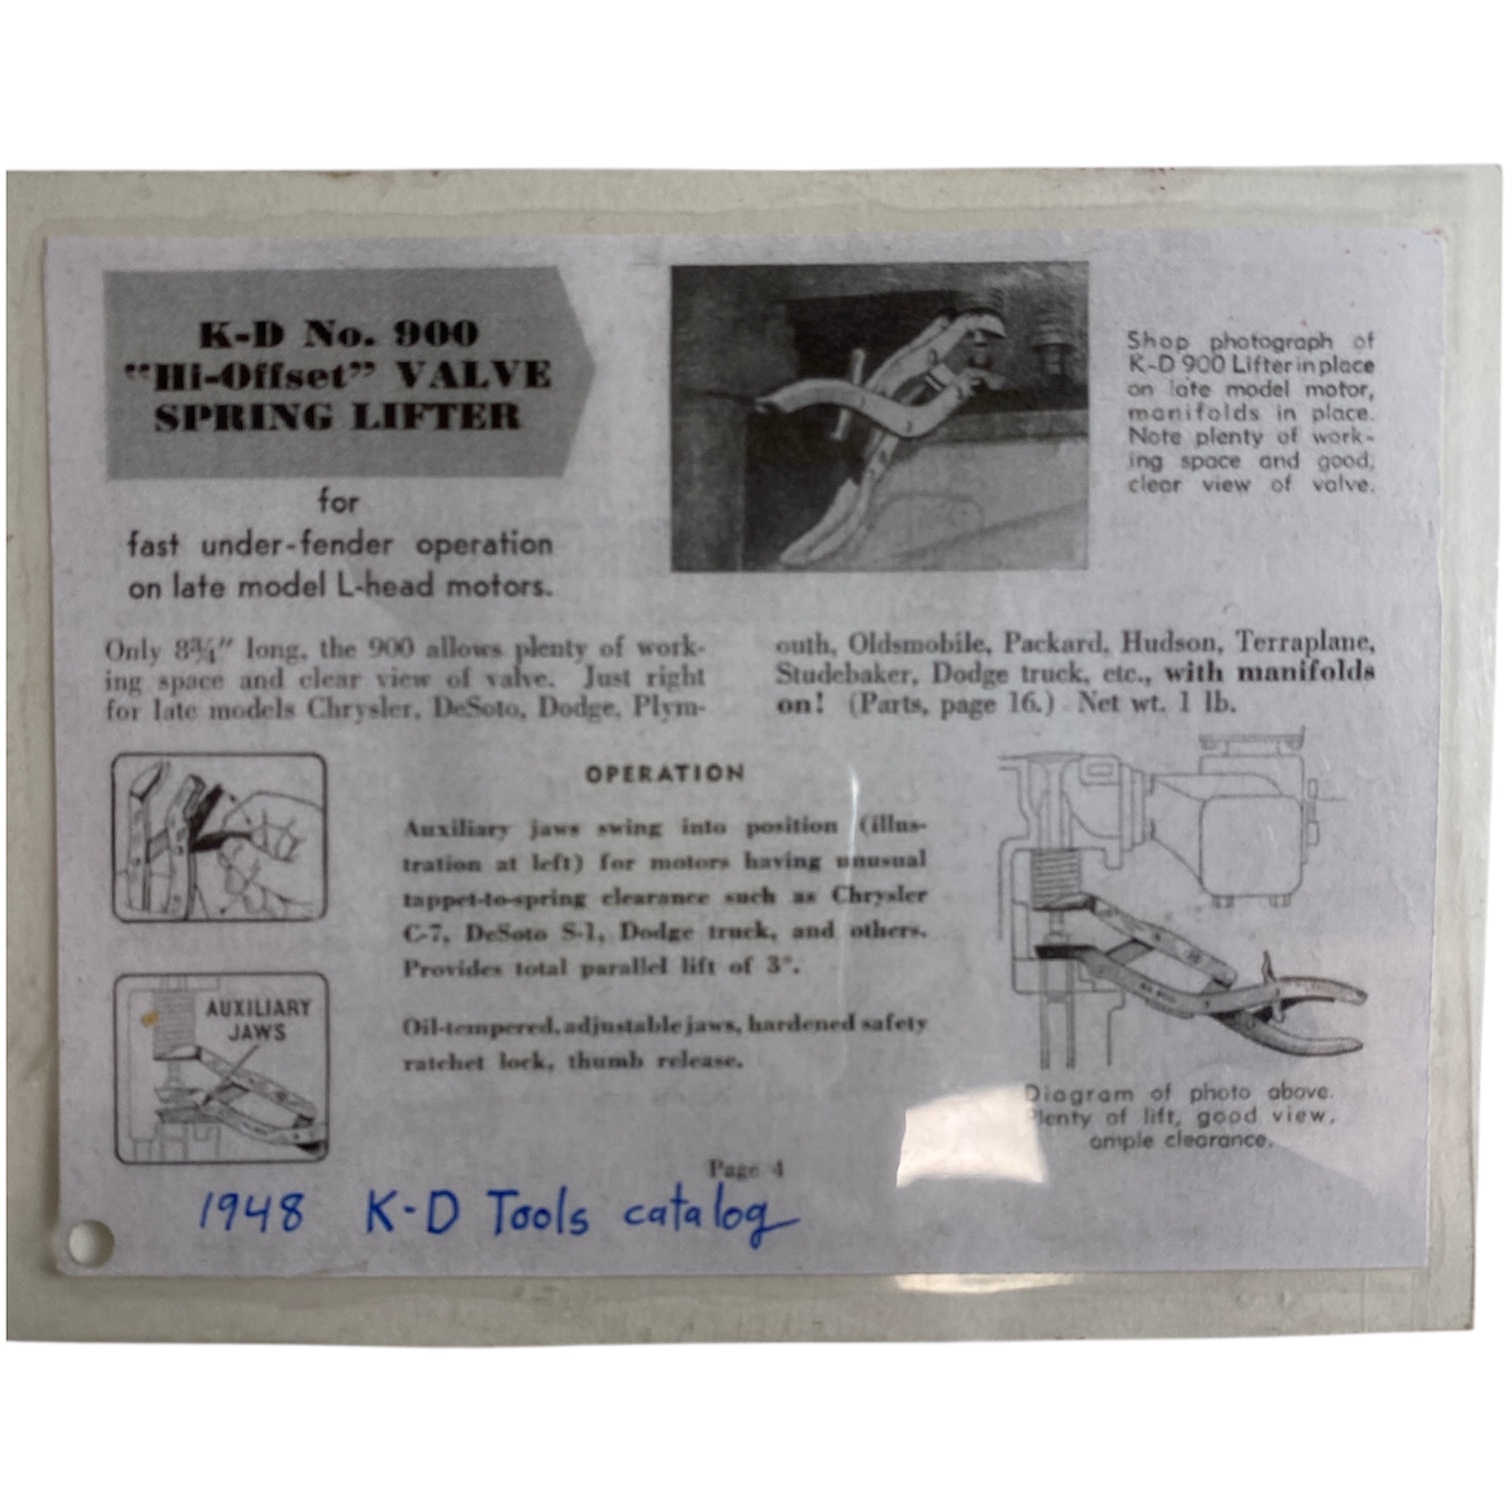 K-D No. 900
"Hi-Offset" VALVE
SPRING LIFTER
for
fast under-fender operation
on late model L-head motors.
Shop photograph of
K-D 900 Lifter in place
on late model motor,
manifolds in place.
Note plenty of work-
ing space and good,
clear view of valve.
Only 8¾" long, the 900 allows plenty of work-
ing space and clear view of valve. Just right
for late models Chrysler, DeSoto, Dodge, Plym-
outh, Oldsmobile, Packard, Hudson, Terraplane,
Studebaker, Dodge truck, etc., with manifolds
on! (Parts, page 16.) Net wt. 1 lb.
OPERATION
Auxiliary jaws swing into position (illus-
tration at left) for motors having unusual
tappet-to-spring clearance such as Chrysler
C-7, DeSoto S-1, Dodge truck, and others.
Provides total parallel lift of 3".
Oil-tempered, adjustable jaws, hardened safety
ratchet lock, thumb release.
AUXILIARY
JAWS
Diagram of photo above.
Plenty of lift, good view,
ample clearance.
Page 4
1948 K-D Tools catalog